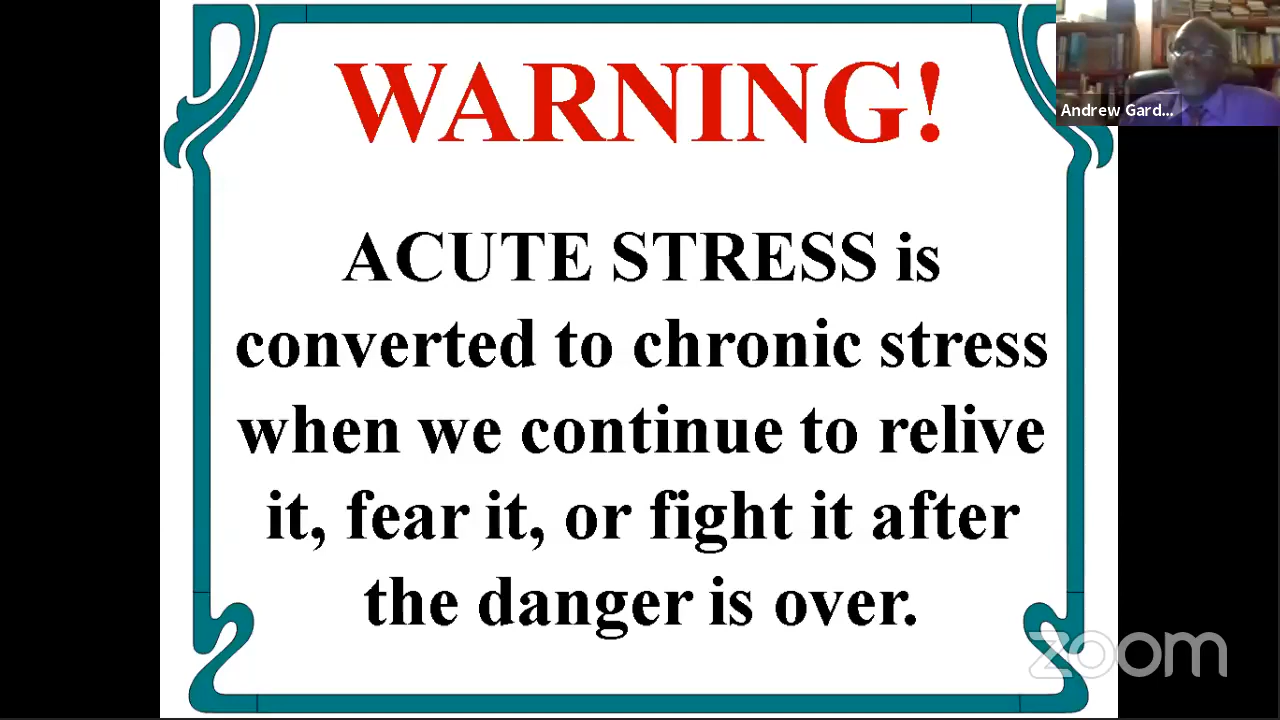 WARNING!
Andrew Gard...
ACUTE STRESS is
converted to chronic stress
when we continue to relive
it, fear it, or fight it after
the danger is over.
zoom